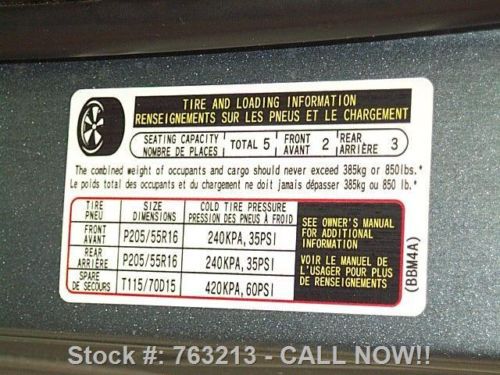 TIRE AND LOADING INFORMATION
RENSEIGNEMENTS SUR LES PNEUS ET LE CHARGEMENT
SEATING CAPACITY
NOMBRE DE PLACES
TOTAL 5
FRONT
AVANT
2
REAR
ARRIÈRE
3
The combined weight of occupants and cargo should never exceed 385kg or 850lbs.*
Le poids total des occupants et du chargement ne doit jamais dépasser 385kg ou 850 lb.*
TIRE
PNEU
SIZE
DIMENSIONS
COLD TIRE PRESSURE
PRESSION DES PNEUS À FROID
FRONT
AVANT
P205/55R16
240KPA, 35PSI
REAR
ARRIÈRE
P205/55R16
240KPA, 35PSI
SPARE
DE SECOURS
T115/70D15
420KPA, 60PSI
SEE OWNER'S MANUAL
FOR ADDITIONAL
INFORMATION
VOIR LE MANUEL DE
L'USAGER POUR PLUS
DE RENSEIGNEMENTS
(BBM4A)
Stock #: 763213 - CALL NOW!!